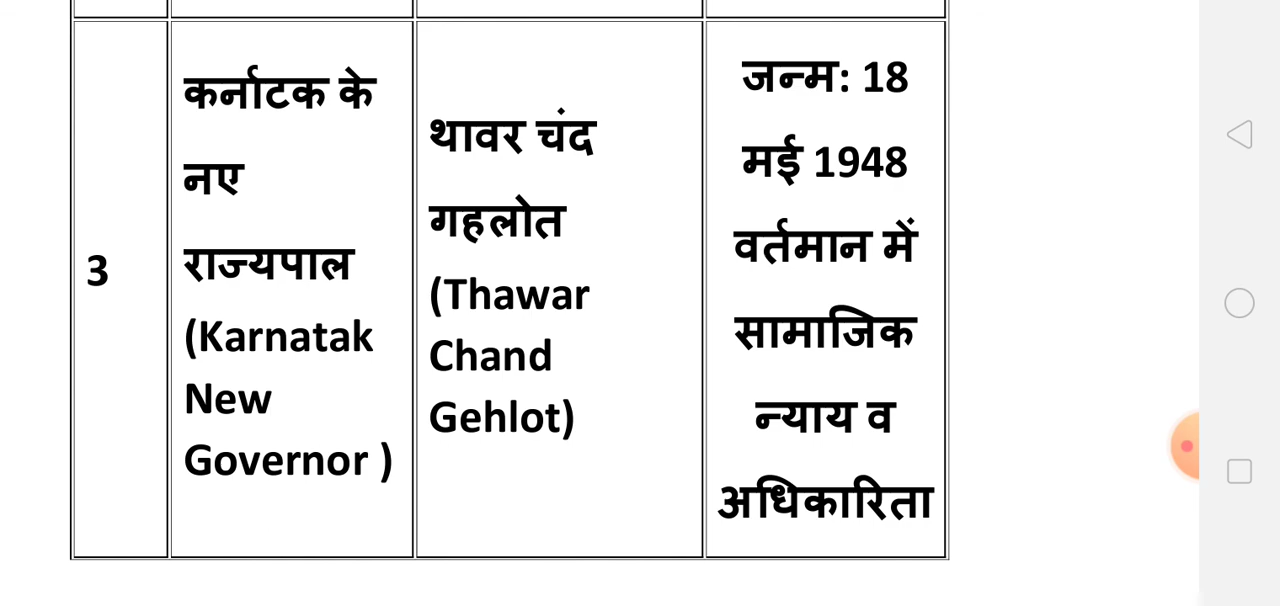 3
कर्नाटक के
नए
राज्यपाल
(Karnatak
New
Governor )
थावर चंद
गहलोत
(Thawar
Chand
Gehlot)
जन्म: 18
मई 1948
वर्तमान में
सामाजिक
न्याय व
अधिकारिता